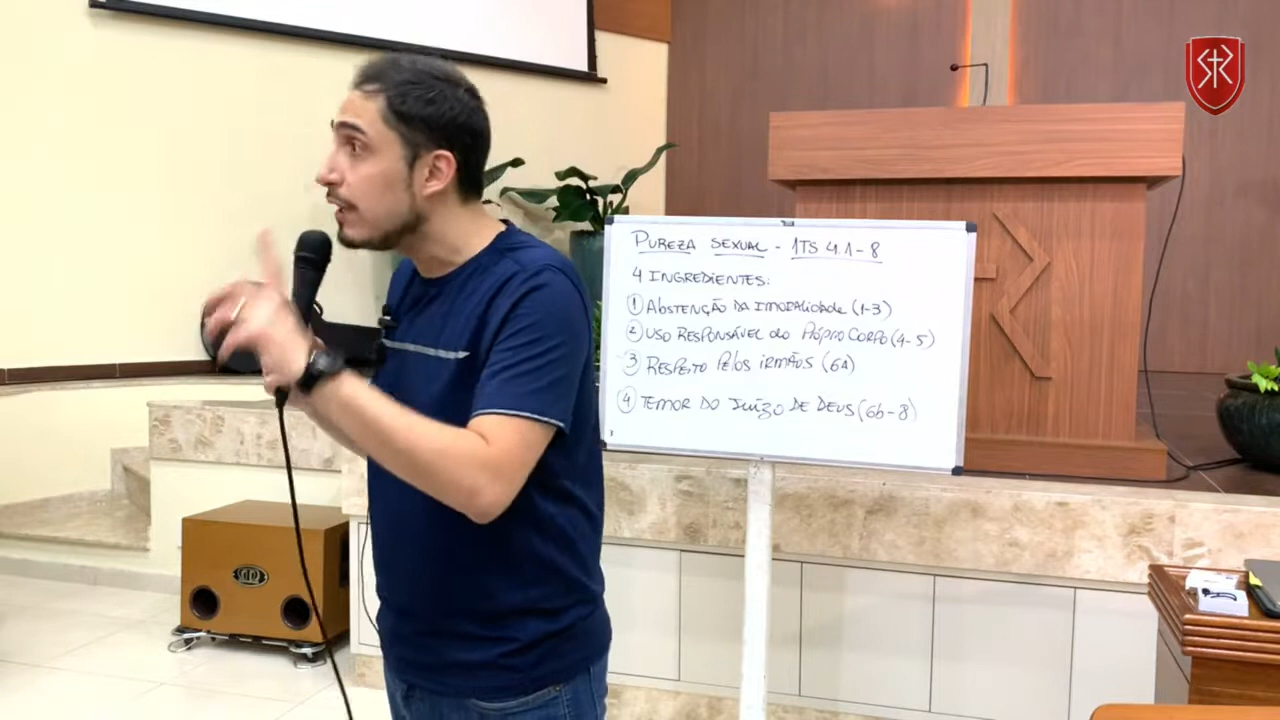 PUREZA SEXUAL - 1TS 4.1-8
4 INGREDIENTES:
1 ABSTENÇÃO DA IMORALIDADE (1-3)
2 USO RESPONSÁVEL do PRÓPRIO CORPO (4-5)
3 RESPEITO PELOS IRMÃOS (6a)
4 TEMOR DO JUÍZO DE DEUS (6b-8)